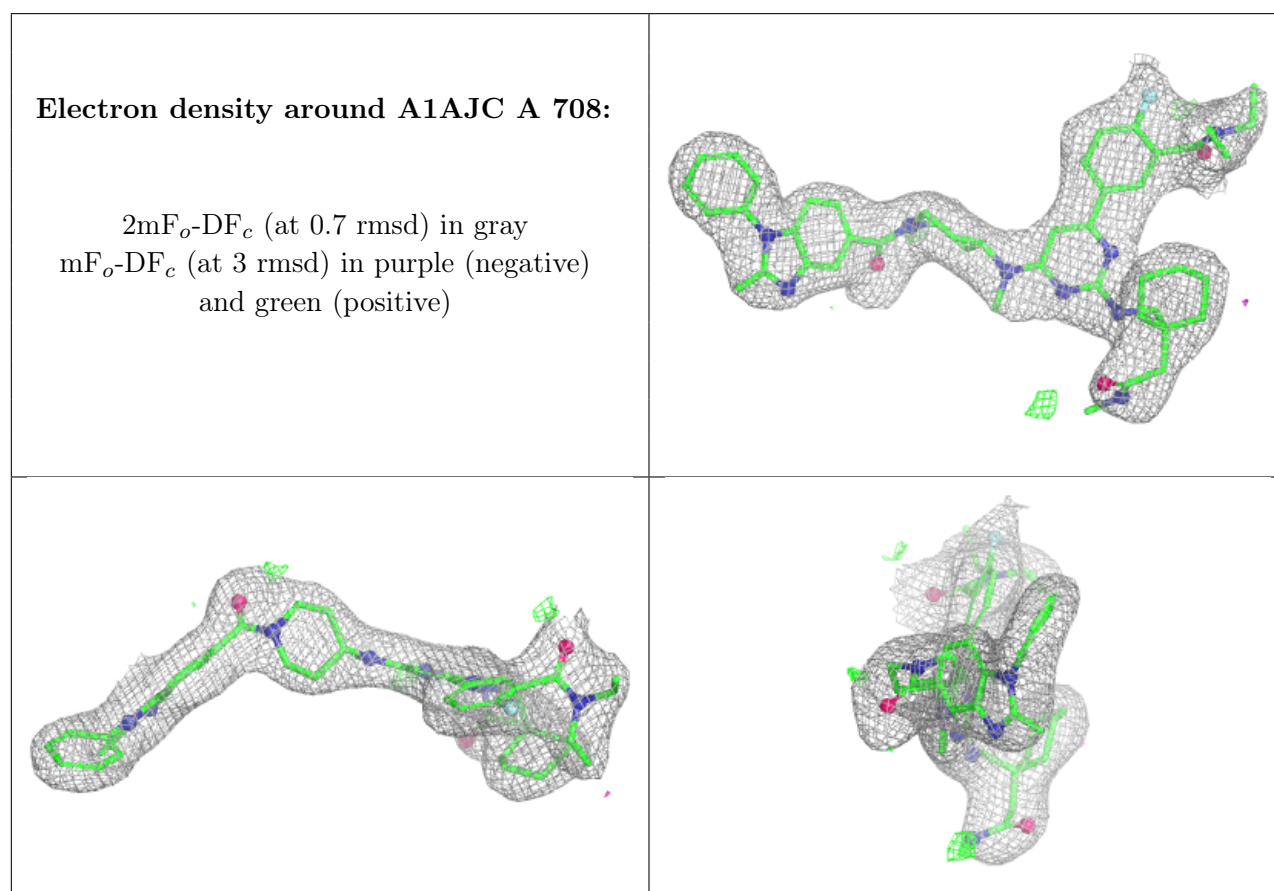 Electron density around A1AJC A 708:
2mFo-DFc (at 0.7 rmsd) in gray
mFo-DFc (at 3 rmsd) in purple (negative)
and green (positive)